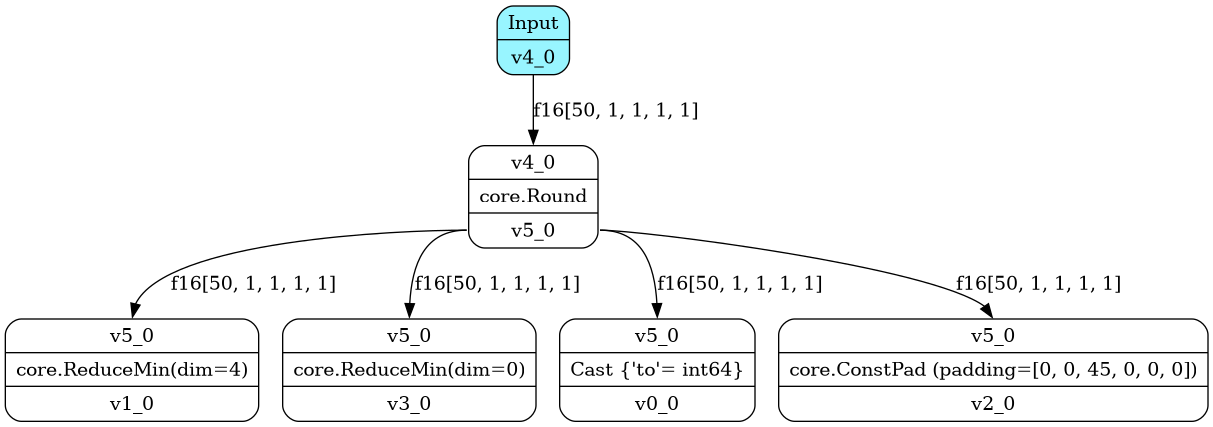 Input
v4_0
f16[50, 1, 1, 1, 1]
v4_0
core.Round
v5_0
f16[50, 1, 1, 1, 1]
f16[50, 1, 1, 1, 1]
f16[50, 1, 1, 1, 1]
f16[50, 1, 1, 1, 1]
v5_0
core.ReduceMin(dim=4)
v1_0
v5_0
core.ReduceMin(dim=0)
v3_0
v5_0
Cast {'to'= int64}
v0_0
v5_0
core.ConstPad (padding=[0, 0, 45, 0, 0, 0])
v2_0